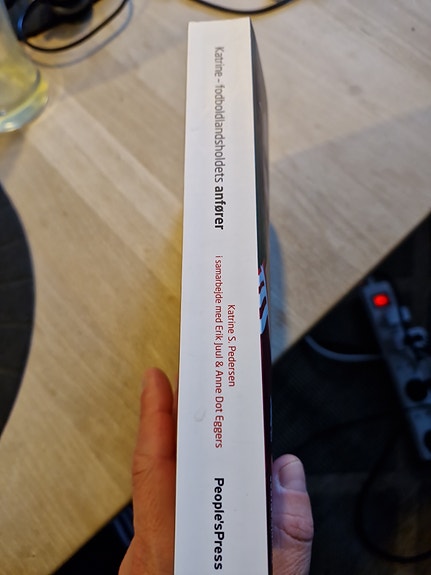 Katrine - fodboldlandsholdets anfører
Katrine S. Pedersen
i samarbejde med Erik Juul & Anne Dot Eggers
People'sPress